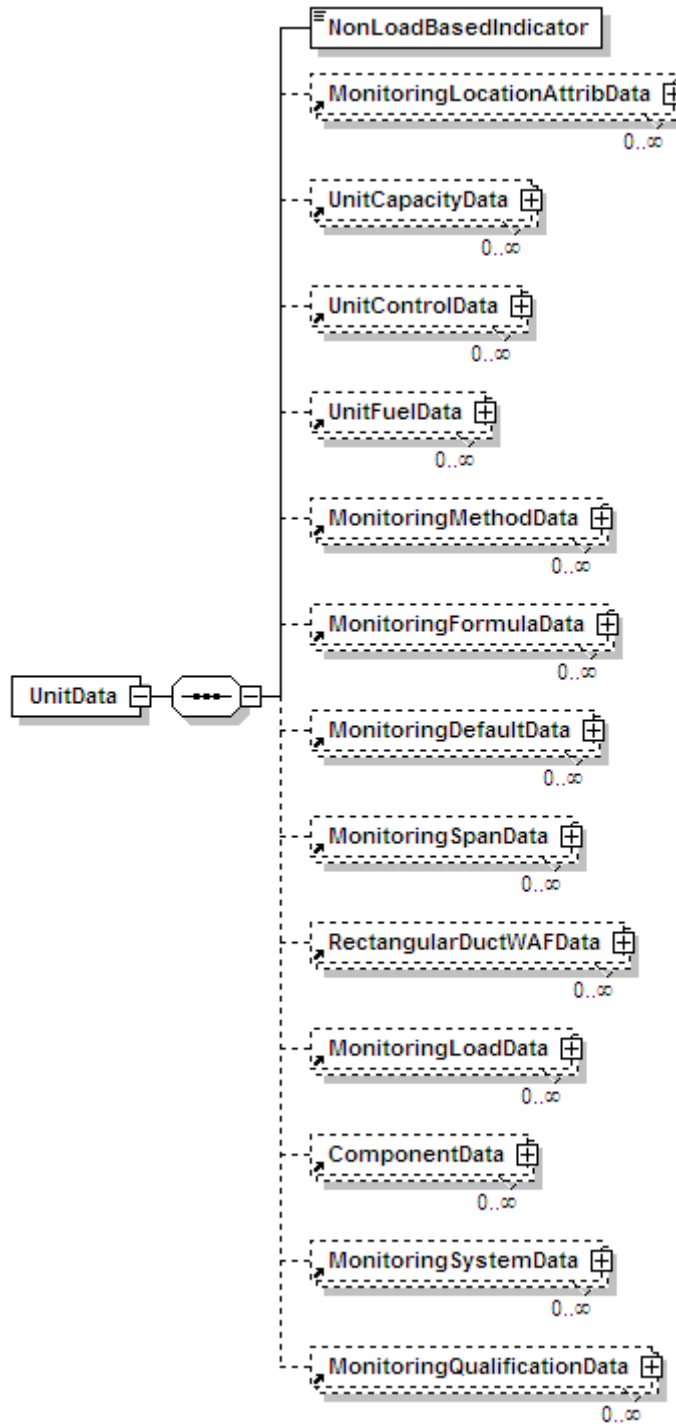 NonLoadBasedIndicator
MonitoringLocationAttribData
0..∞
UnitCapacityData
0..∞
UnitControlData
0..∞
UnitFuelData
0..∞
MonitoringMethodData
0..∞
MonitoringFormulaData
0..∞
UnitData
MonitoringDefaultData
0..∞
MonitoringSpanData
0..∞
RectangularDuctWAFData
0..∞
MonitoringLoadData
0..∞
ComponentData
0..∞
MonitoringSystemData
0..∞
MonitoringQualificationData
0..∞